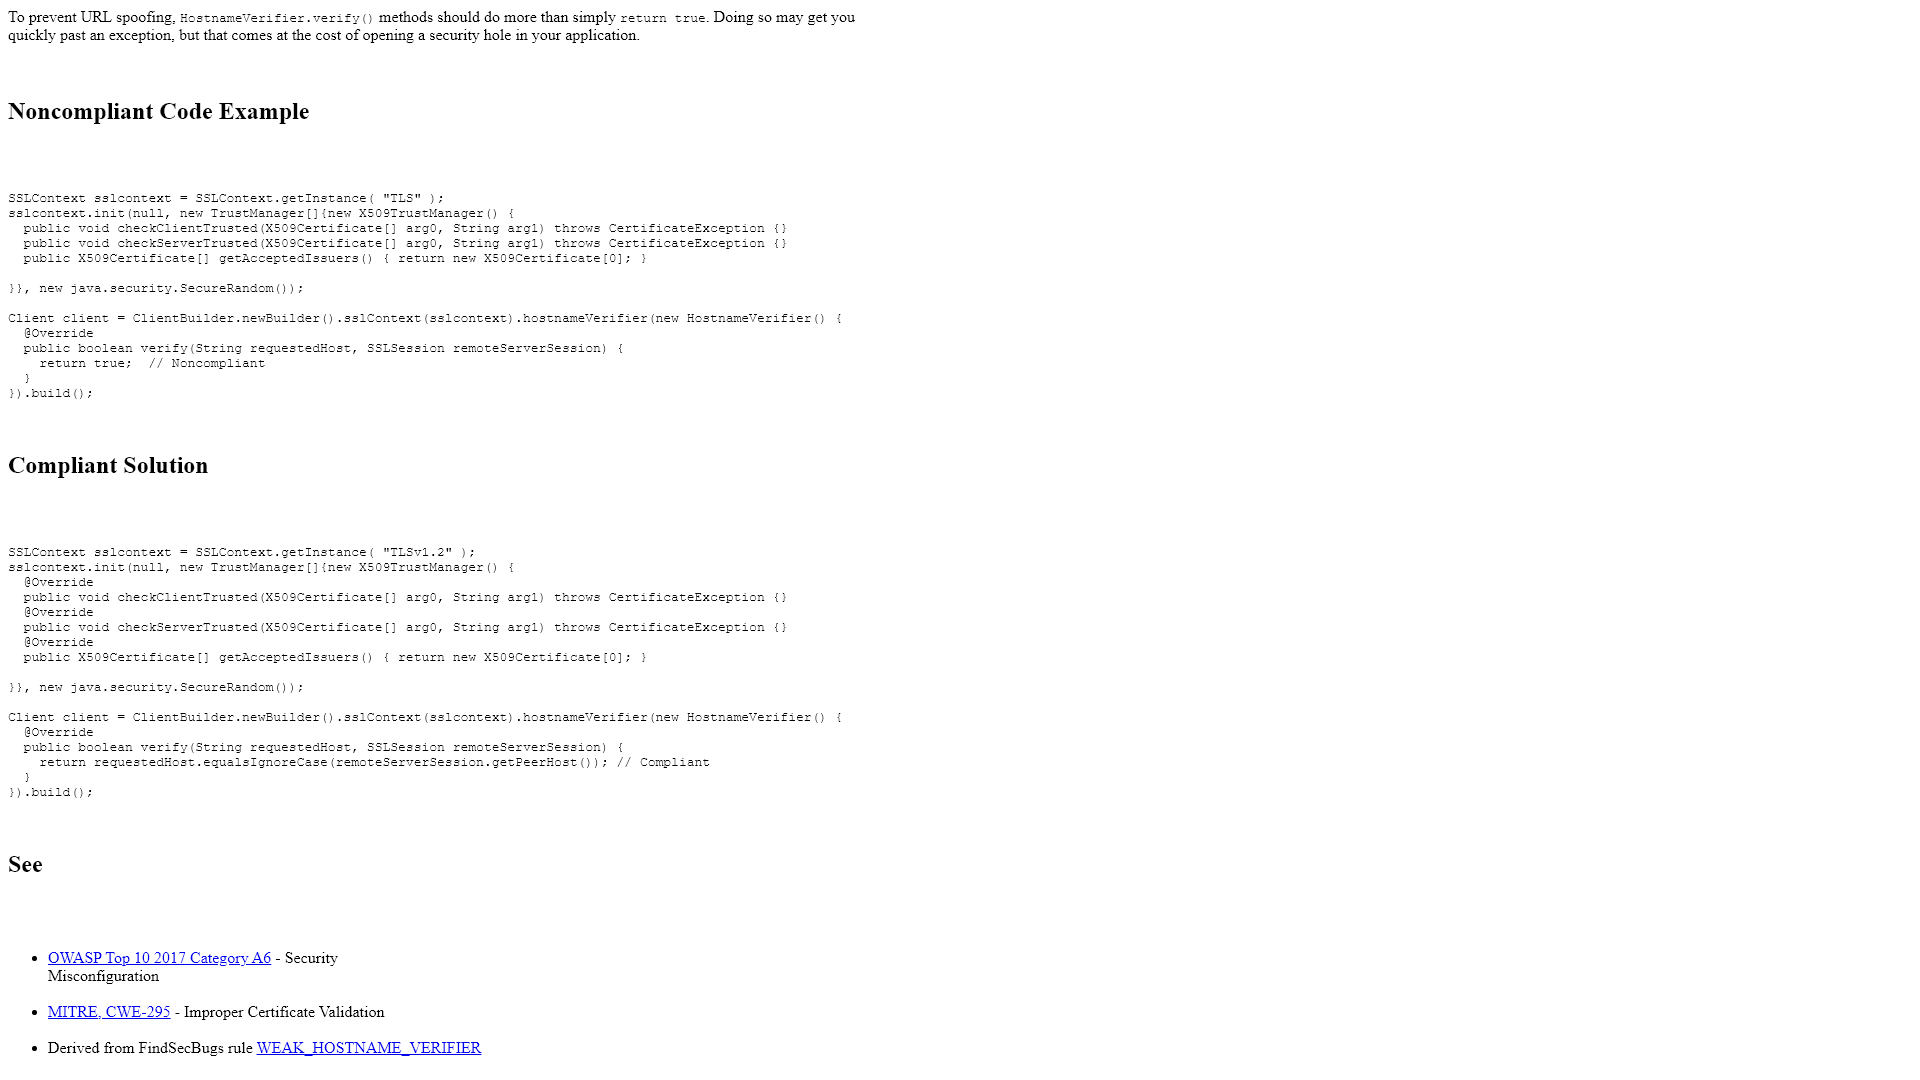 To prevent URL spoofing, HostnameVerifier.verify() methods should do more than simply return true. Doing so may get you
quickly past an exception, but that comes at the cost of opening a security hole in your application.
Noncompliant Code Example
SSLContext sslcontext = SSLContext.getInstance( "TLS" );
sslcontext.init(null, new TrustManager[]{new X509TrustManager() {
  public void checkClientTrusted(X509Certificate[] arg0, String arg1) throws CertificateException {}
  public void checkServerTrusted(X509Certificate[] arg0, String arg1) throws CertificateException {}
  public X509Certificate[] getAcceptedIssuers() { return new X509Certificate[0]; }
}}, new java.security.SecureRandom());
Client client = ClientBuilder.newBuilder().sslContext(sslcontext).hostnameVerifier(new HostnameVerifier() {
  @Override
  public boolean verify(String requestedHost, SSLSession remoteServerSession) {
    return true;  // Noncompliant
  }
}).build();
Compliant Solution
SSLContext sslcontext = SSLContext.getInstance( "TLSv1.2" );
sslcontext.init(null, new TrustManager[]{new X509TrustManager() {
  @Override
  public void checkClientTrusted(X509Certificate[] arg0, String arg1) throws CertificateException {}
  @Override
  public void checkServerTrusted(X509Certificate[] arg0, String arg1) throws CertificateException {}
  @Override
  public X509Certificate[] getAcceptedIssuers() { return new X509Certificate[0]; }
}}, new java.security.SecureRandom());
Client client = ClientBuilder.newBuilder().sslContext(sslcontext).hostnameVerifier(new HostnameVerifier() {
  @Override
  public boolean verify(String requestedHost, SSLSession remoteServerSession) {
    return requestedHost.equalsIgnoreCase(remoteServerSession.getPeerHost()); // Compliant
  }
}).build();
See
• OWASP Top 10 2017 Category A6 - Security
Misconfiguration
• MITRE, CWE-295 - Improper Certificate Validation
• Derived from FindSecBugs rule WEAK_HOSTNAME_VERIFIER